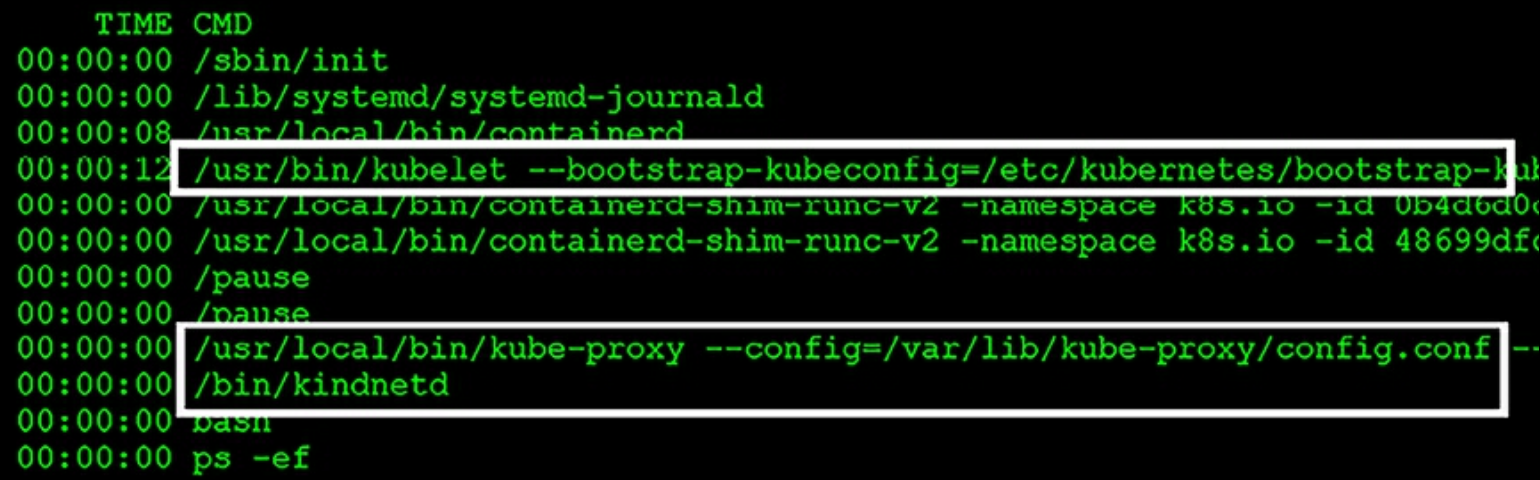 TIME CMD
00:00:00 /sbin/init
00:00:00 /lib/systemd/systemd-journald
00:00:08 /usr/local/bin/containerd
00:00:12 /usr/bin/kubelet --bootstrap-kubeconfig=/etc/kubernetes/bootstrap-kub
00:00:00 /usr/local/bin/containerd-shim-runc-v2 -namespace k8s.io -id 0b4d6d0
00:00:00 /usr/local/bin/containerd-shim-runc-v2 -namespace k8s.io -id 48699df
00:00:00 /pause
00:00:00 /pause
00:00:00 /usr/local/bin/kube-proxy --config=/var/lib/kube-proxy/config.conf --
00:00:00 /bin/kindnetd
00:00:00 bash
00:00:00 ps -ef